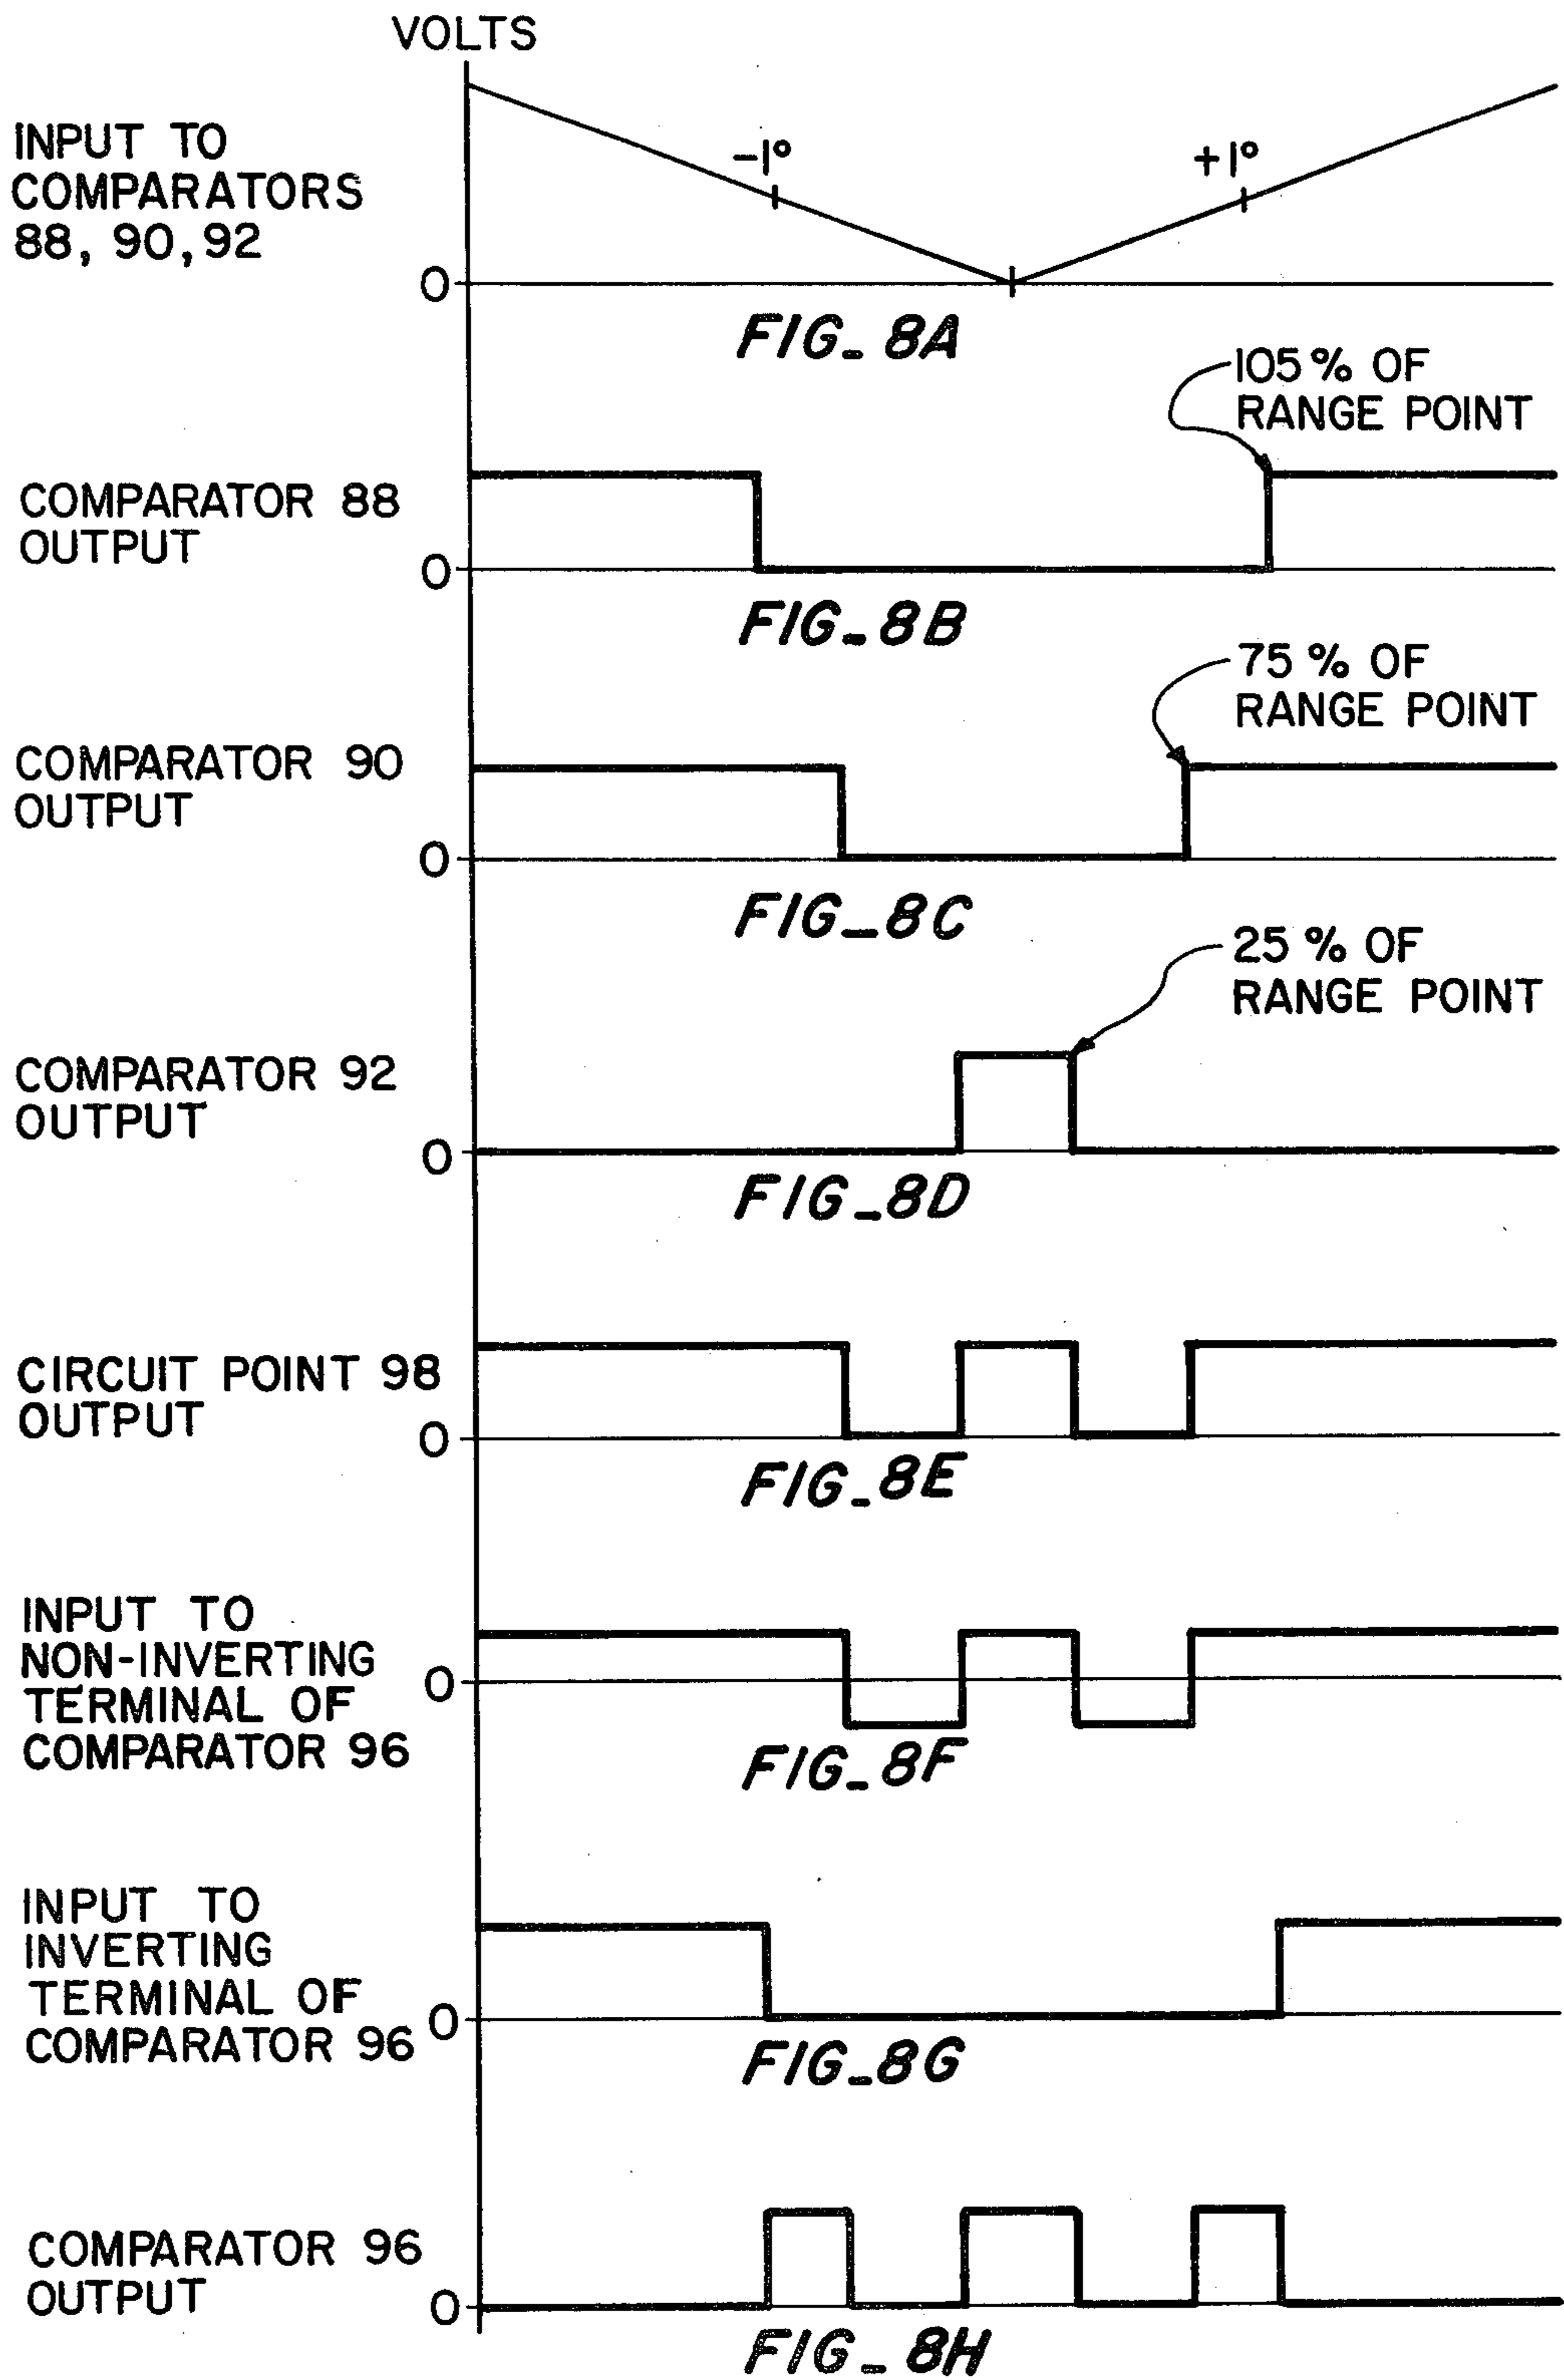 VOLTS
INPUT TO
COMPARATORS
88, 90, 92
-1°
+1°
0
FIG_8A
105% OF
RANGE POINT
COMPARATOR 88
OUTPUT
0
FIG_8B
75% OF
RANGE POINT
COMPARATOR 90
OUTPUT
0
FIG_8C
25% OF
RANGE POINT
COMPARATOR 92
OUTPUT
0
FIG_8D
CIRCUIT POINT 98
OUTPUT
0
FIG_8E
INPUT TO
NON-INVERTING
TERMINAL OF
COMPARATOR 96
0
FIG_8F
INPUT TO
INVERTING
TERMINAL OF
COMPARATOR 96
0
FIG_8G
COMPARATOR 96
OUTPUT
0
FIG_8H